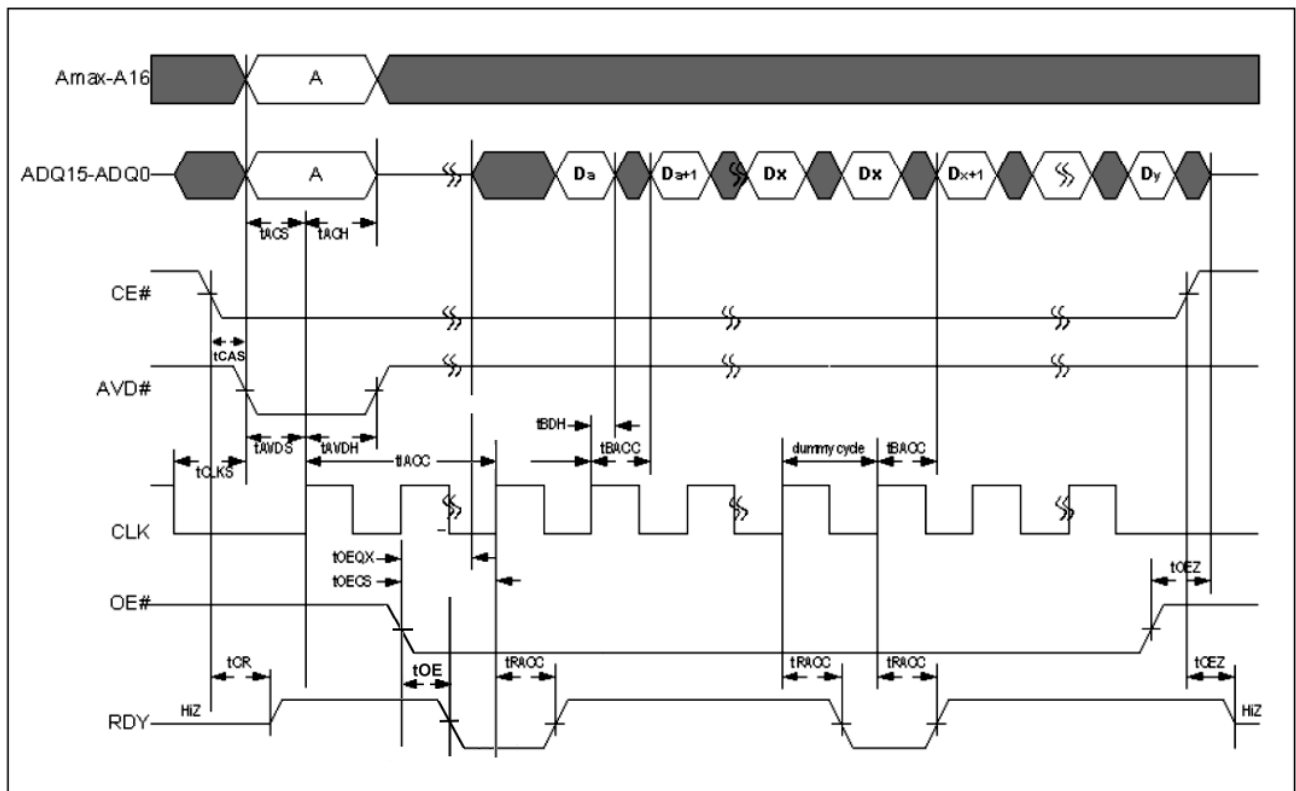 Amax-A16
A
ADQ15-ADQ0
A
Da
Da+1
Dx
Dx
Dx+1
Dy
tACS
tACH
CE#
tCAS
AVD#
tBDH
tAVDS
tAVDH
tIACC
tBACC
dummy cycle
tBACC
tCLKS
CLK
tOEQX
tOECS
tOEZ
OE#
tCR
tOE
tRACC
tRACC
tRACC
tCEZ
HiZ
RDY
HiZ